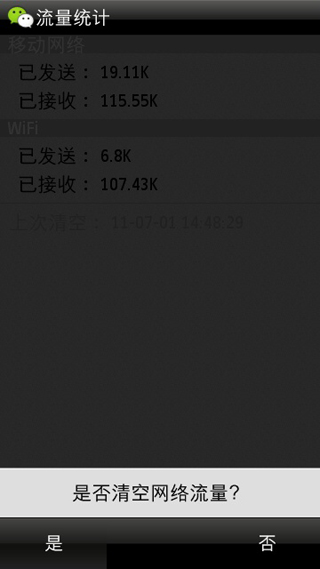 流量统计
移动网络
已发送： 19.11K
已接收： 115.55K
WiFi
已发送： 6.8K
已接收： 107.43K
上次清空： 11-07-01 14:48:29
是否清空网络流量?
是 否